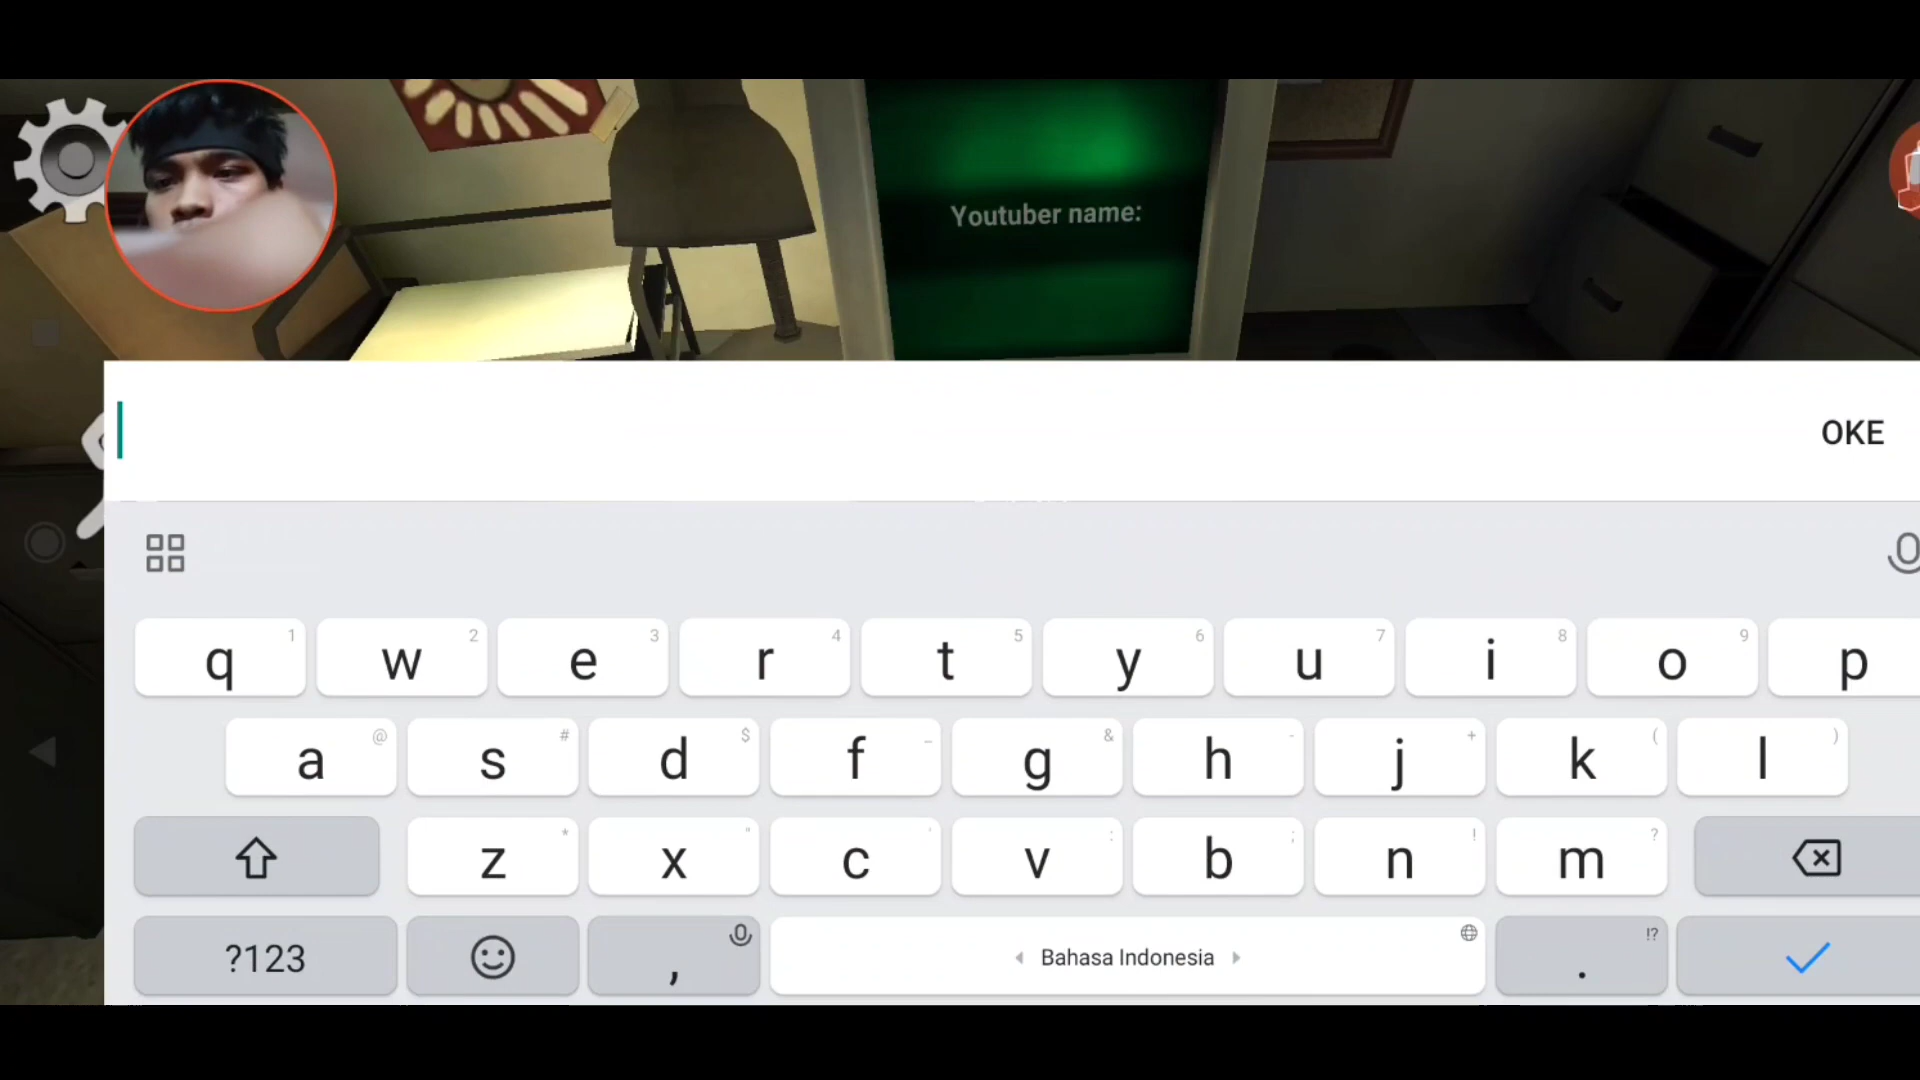 Youtuber name:
OKE
q 1 w 2 e 3 r 4 t 5 y 6 u 7 i 8 o 9 p
a @ s # d $ f _ g & h - j + k ( l )
z * x " c ' v : b ; n ! m ?
?123 , Bahasa Indonesia . !?